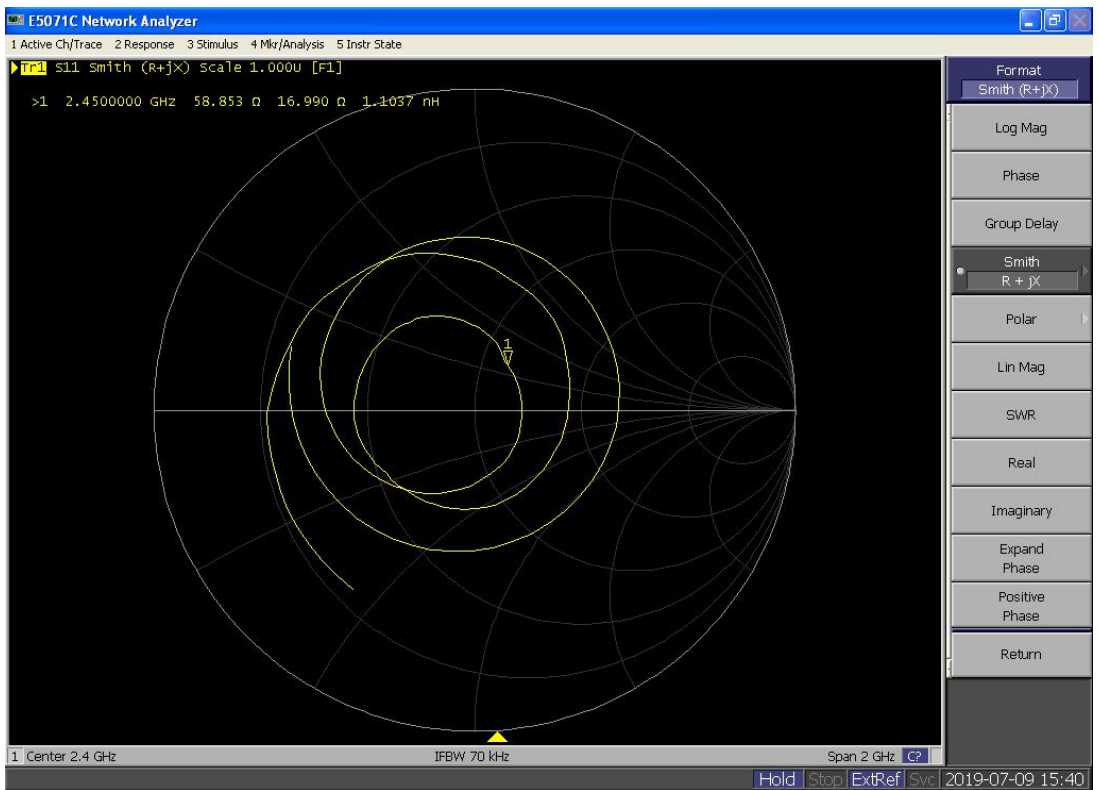 E5071C Network Analyzer
1 Active Ch/Trace 2 Response 3 Stimulus 4 Mkr/Analysis 5 Instr State
Tr1 S11 Smith (R+jX) Scale 1.000U [F1]
>1 2.4500000 GHz 58.853 Ω 16.990 Ω 1.1037 nH
1
Format
Smith (R+jX)
Log Mag
Phase
Group Delay
Smith
R + jX
Polar
Lin Mag
SWR
Real
Imaginary
Expand
Phase
Positive
Phase
Return
1 Center 2.4 GHz IFBW 70 kHz Span 2 GHz C?
Hold Stop ExtRef Svc 2019-07-09 15:40